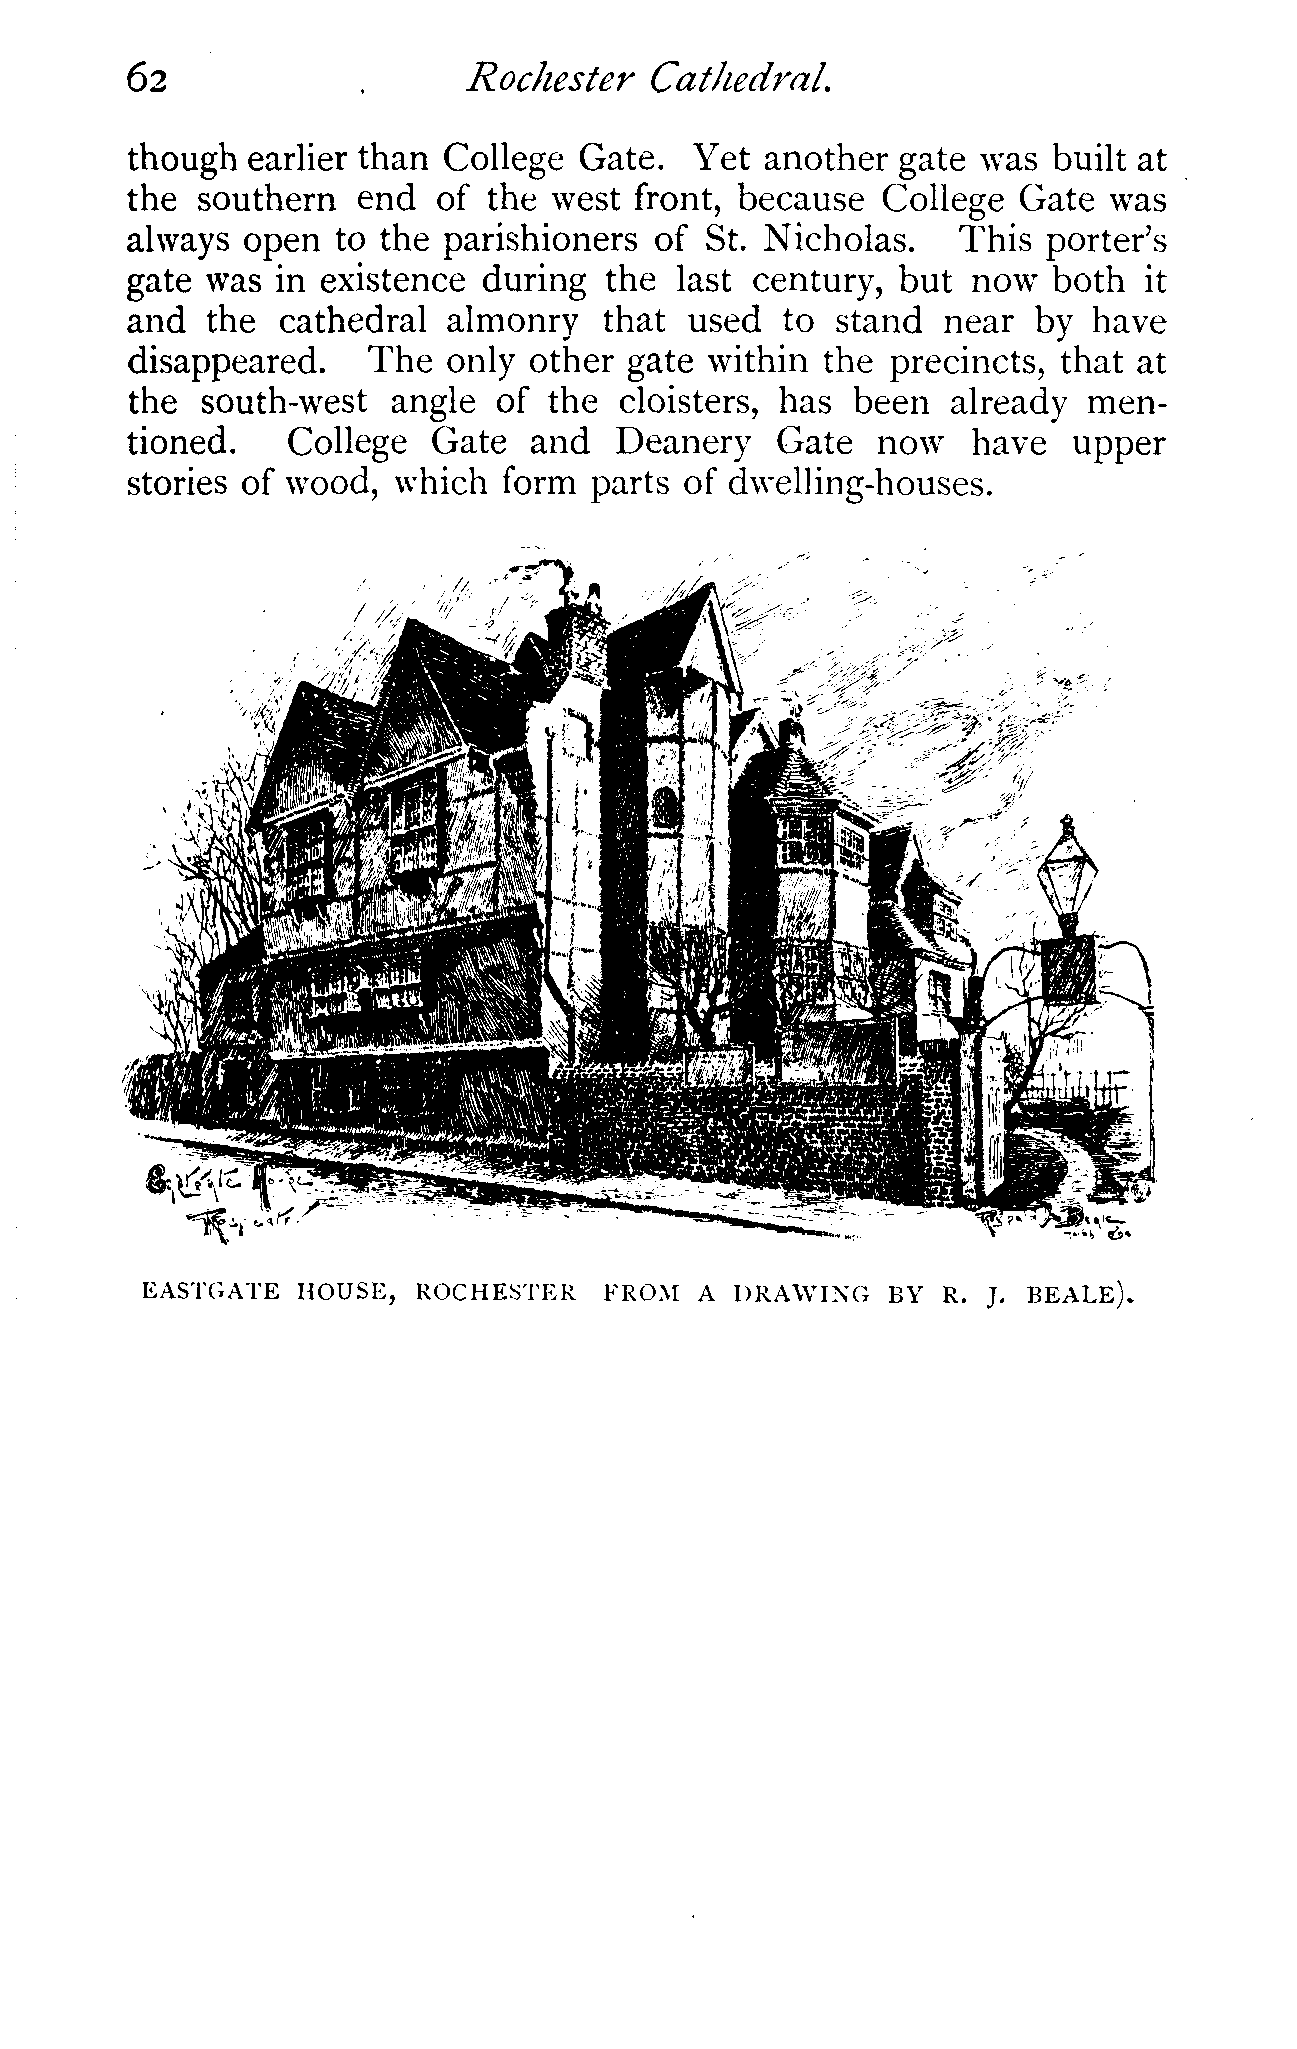 62 Rochester Cathedral.
though earlier than College Gate. Yet another gate was built at
the southern end of the west front, because College Gate was
always open to the parishioners of St. Nicholas. This porter's
gate was in existence during the last century, but now both it
and the cathedral almonry that used to stand near by have
disappeared. The only other gate within the precincts, that at
the south-west angle of the cloisters, has been already men-
tioned. College Gate and Deanery Gate now have upper
stories of wood, which form parts of dwelling-houses.
Eastgate House
EASTGATE HOUSE, ROCHESTER FROM A DRAWING BY R. J. BEALE).